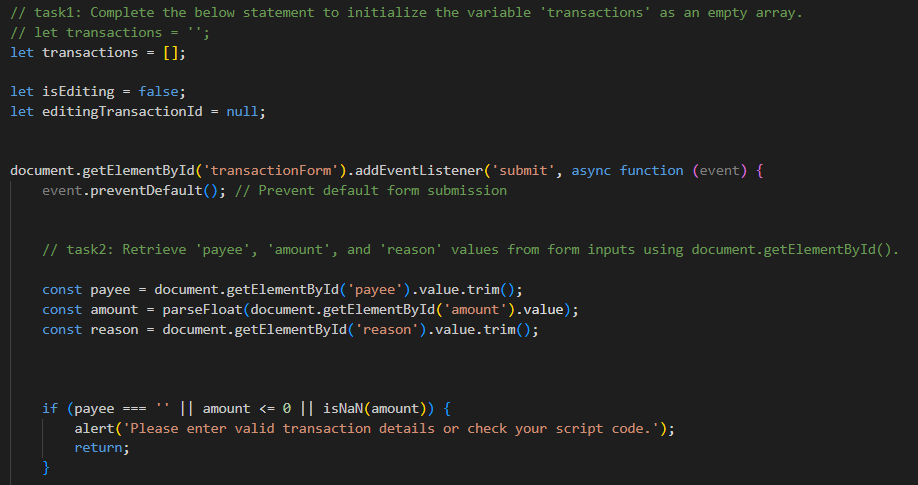 // task1: Complete the below statement to initialize the variable 'transactions' as an empty array.
// let transactions = '';
let transactions = [];
let isEditing = false;
let editingTransactionId = null;
document.getElementById('transactionForm').addEventListener('submit', async function (event) {
    event.preventDefault(); // Prevent default form submission
    // task2: Retrieve 'payee', 'amount', and 'reason' values from form inputs using document.getElementById().
    const payee = document.getElementById('payee').value.trim();
    const amount = parseFloat(document.getElementById('amount').value);
    const reason = document.getElementById('reason').value.trim();
    if (payee === '' || amount <= 0 || isNaN(amount)) {
        alert('Please enter valid transaction details or check your script code.');
        return;
    }